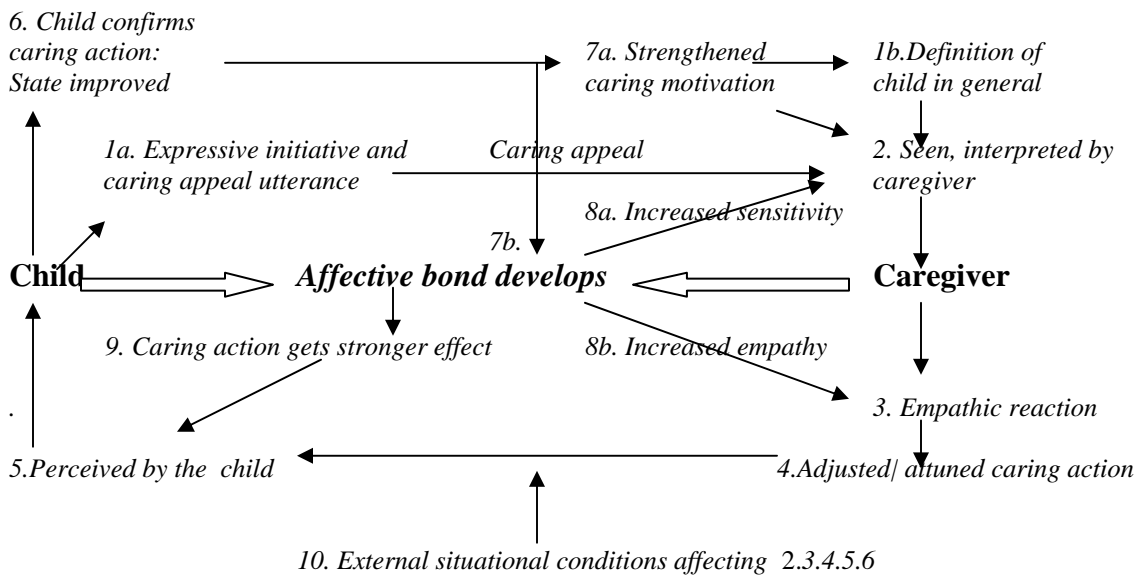 6. Child confirms
caring action:
State improved
7a. Strengthened
caring motivation
1b.Definition of
child in general
1a. Expressive initiative and
caring appeal utterance
Caring appeal
2. Seen, interpreted by
caregiver
8a. Increased sensitivity
7b.
Child
Affective bond develops
Caregiver
9. Caring action gets stronger effect
8b. Increased empathy
.
3. Empathic reaction
5.Perceived by the child
4.Adjusted/ attuned caring action
10. External situational conditions affecting 2.3.4.5.6